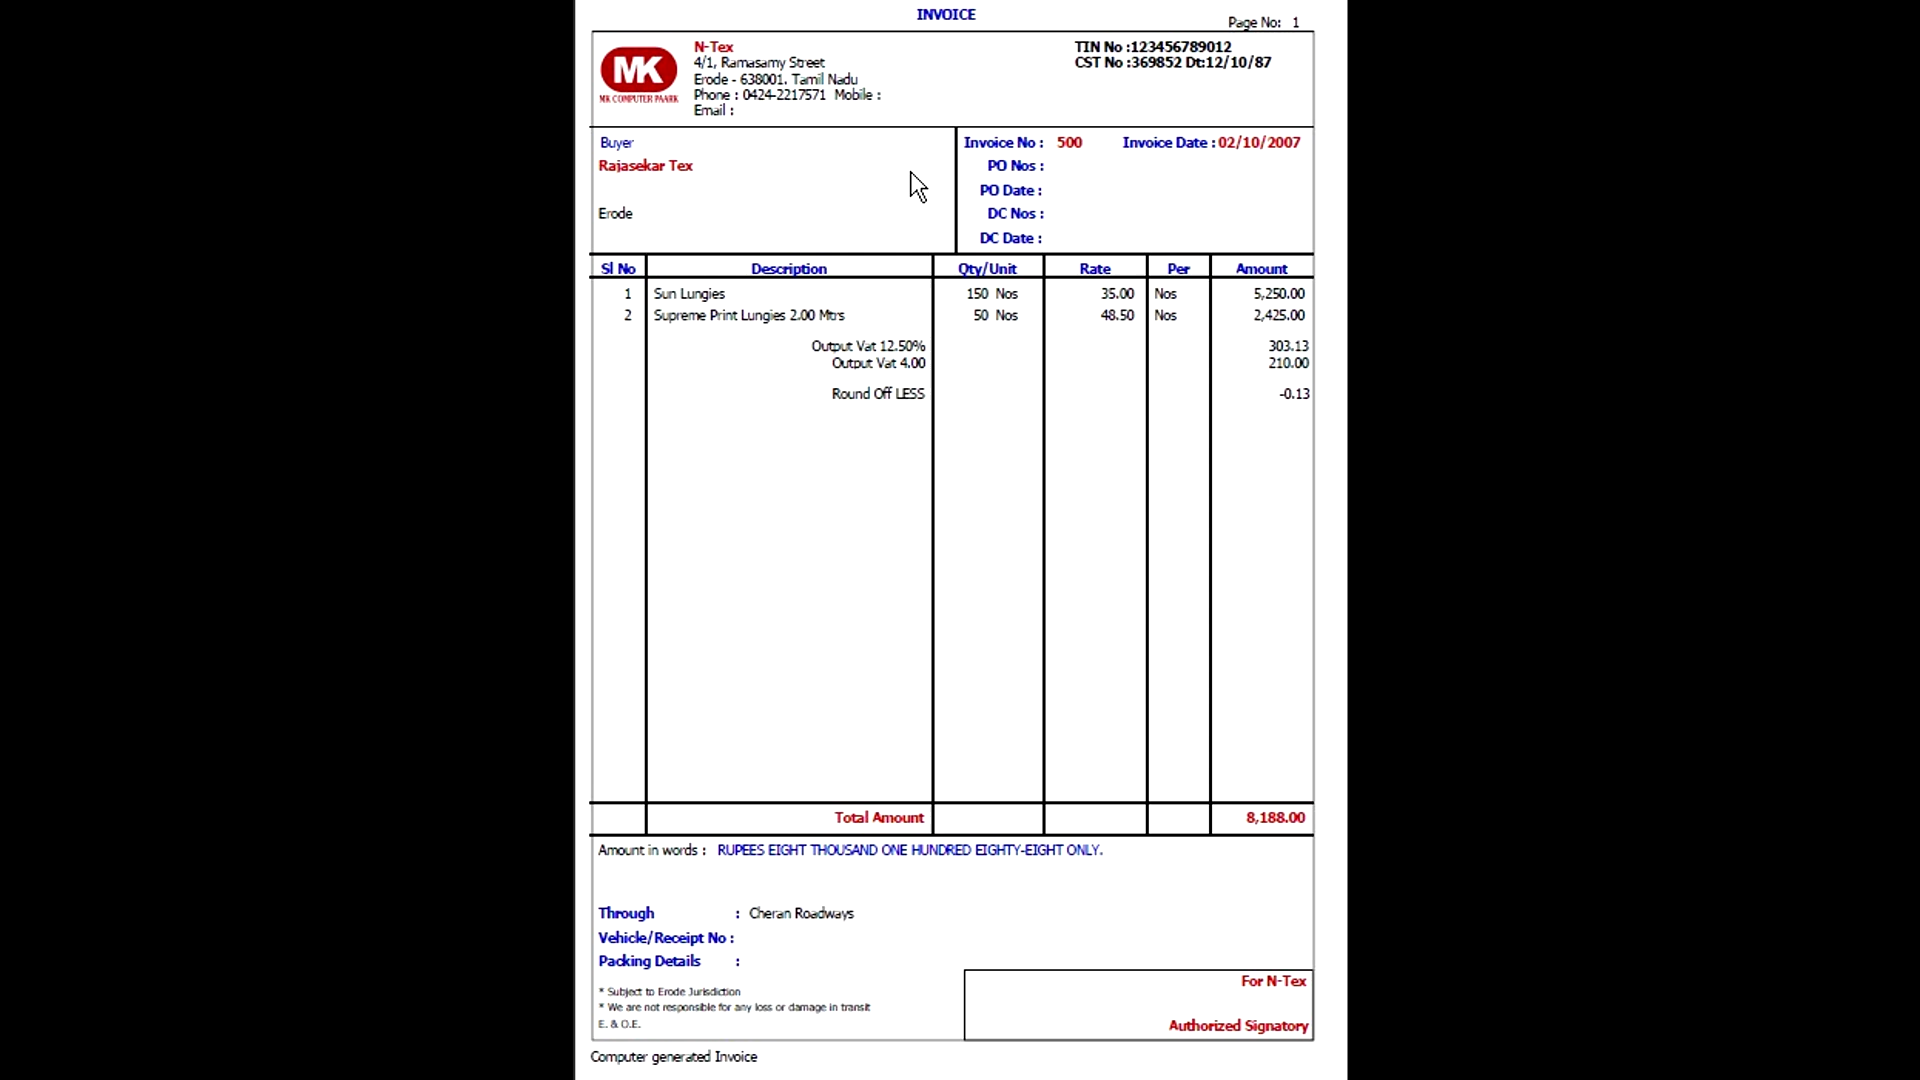 INVOICE
Page No: 1
MK
MK COMPUTER PAARK
N-Tex
4/1, Ramasamy Street
Erode - 638001. Tamil Nadu
Phone : 0424-2217571 Mobile :
Email :
TIN No :123456789012
CST No :369852 Dt:12/10/87
Buyer
Rajasekar Tex
Erode
Invoice No : 500 Invoice Date : 02/10/2007
PO Nos :
PO Date :
DC Nos :
DC Date :
Sl No Description Qty/Unit Rate Per Amount
1 Sun Lungies 150 Nos 35.00 Nos 5,250.00
2 Supreme Print Lungies 2.00 Mtrs 50 Nos 48.50 Nos 2,425.00
Output Vat 12.50% 303.13
Output Vat 4.00 210.00
Round Off LESS -0.13
Total Amount 8,188.00
Amount in words : RUPEES EIGHT THOUSAND ONE HUNDRED EIGHTY-EIGHT ONLY.
Through : Cheran Roadways
Vehicle/Receipt No :
Packing Details :
* Subject to Erode Jurisdiction
* We are not responsible for any loss or damage in transit
E. & O.E.
For N-Tex
Authorized Signatory
Computer generated Invoice